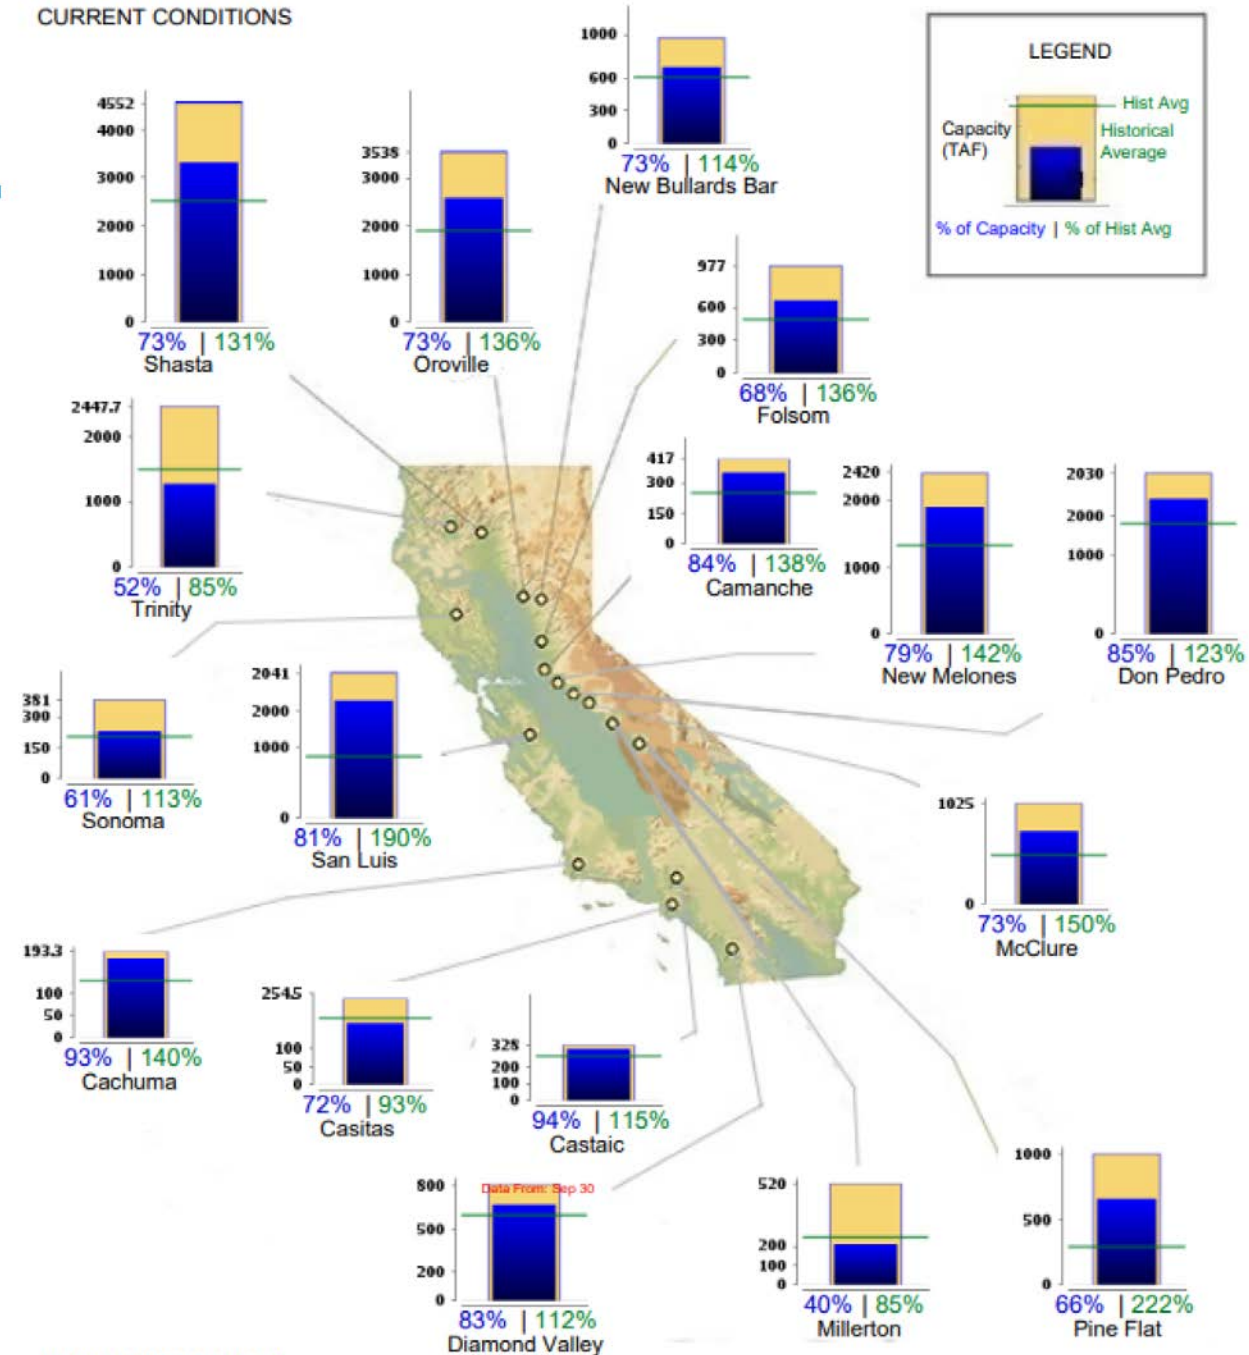 CURRENT CONDITIONS
1000
600
300
0
73% | 114%
New Bullards Bar
LEGEND
Hist Avg
Capacity
(TAF)
Historical
Average
% of Capacity | % of Hist Avg
4552
4000
3000
2000
1000
0
73% | 131%
Shasta
3538
3000
2000
1000
0
73% | 136%
Oroville
977
600
300
0
68% | 136%
Folsom
2447.7
2000
1000
0
52% | 85%
Trinity
417
300
150
0
84% | 138%
Camanche
2420
2000
1000
0
79% | 142%
New Melones
2030
2000
1000
0
85% | 123%
Don Pedro
381
300
150
0
61% | 113%
Sonoma
2041
2000
1000
0
81% | 190%
San Luis
1025
0
73% | 150%
McClure
193.3
100
50
0
93% | 140%
Cachuma
254.5
100
50
0
72% | 93%
Casitas
328
200
100
0
94% | 115%
Castaic
800
500
200
0
Data From: Sep 30
83% | 112%
Diamond Valley
520
200
100
0
40% | 85%
Millerton
1000
500
0
66% | 222%
Pine Flat